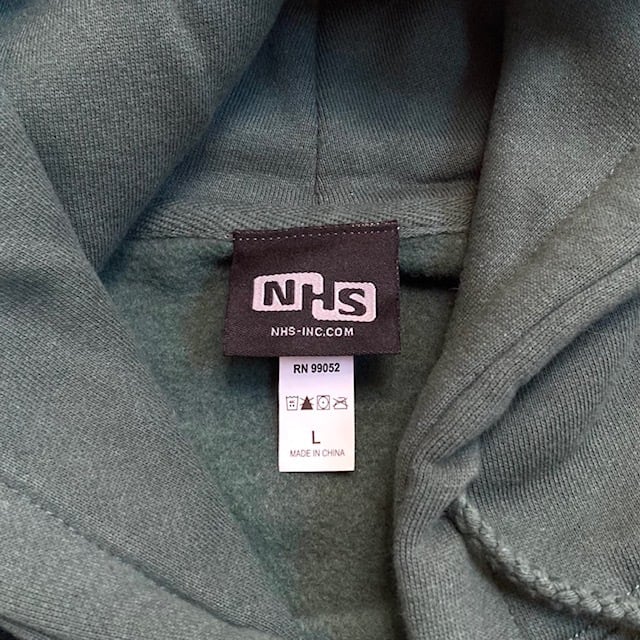 NHS
NHS-INC.COM
RN 99052
L
MADE IN CHINA